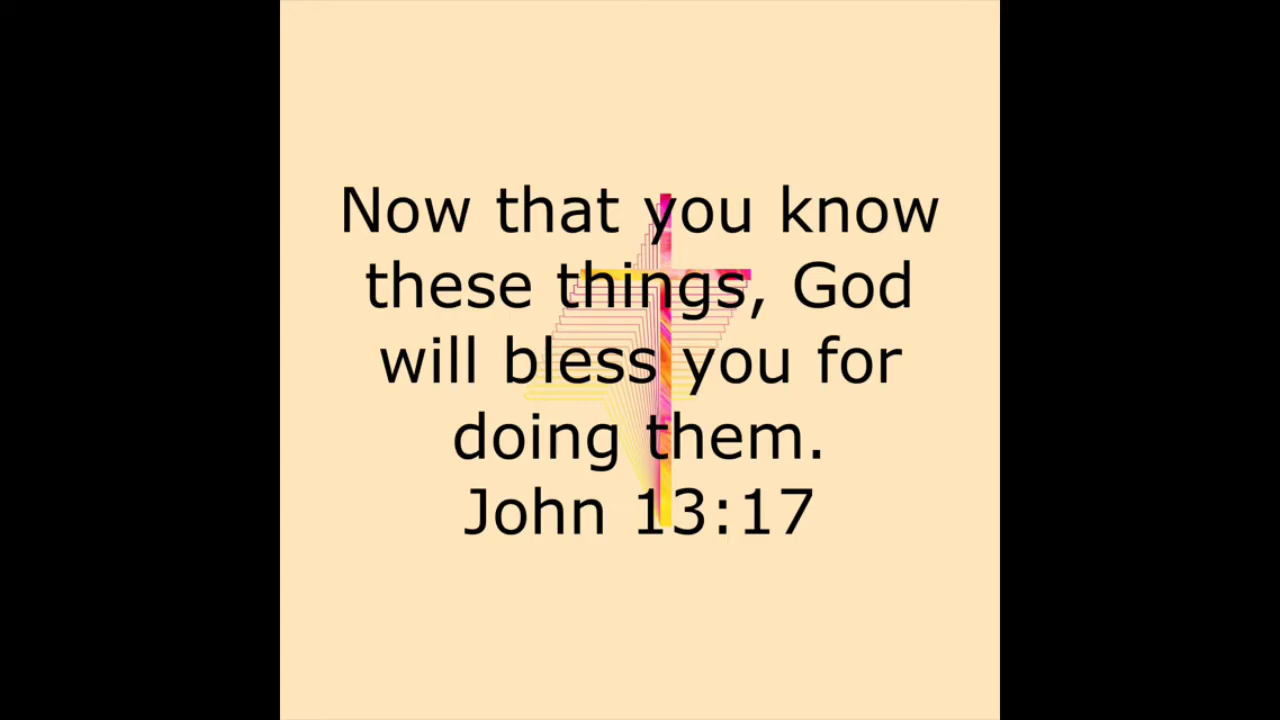 Now that you know
these things, God
will bless you for
doing them.
John 13:17